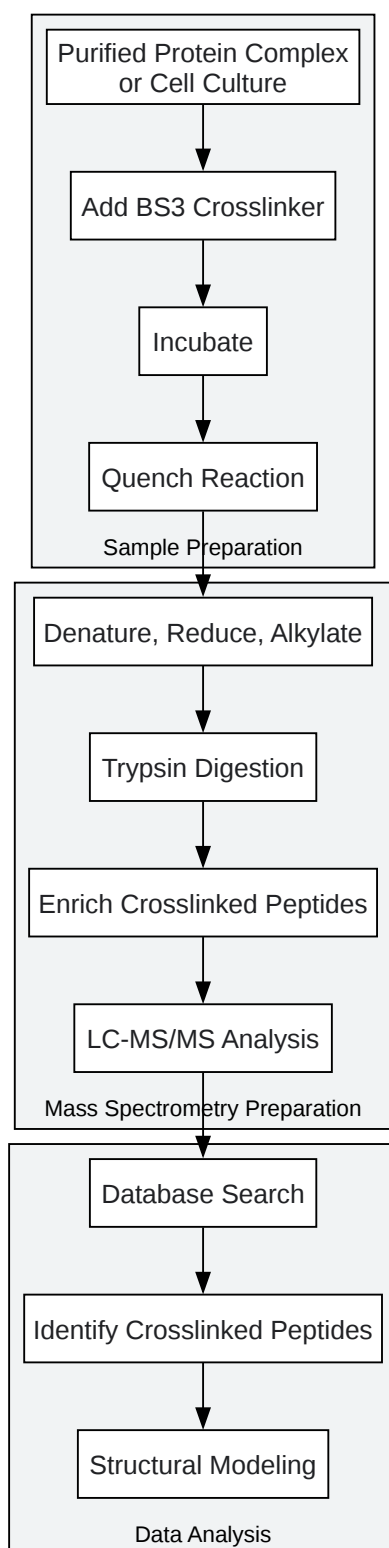 Purified Protein Complex
or Cell Culture
Add BS3 Crosslinker
Incubate
Quench Reaction
Sample Preparation
Denature, Reduce, Alkylate
Trypsin Digestion
Enrich Crosslinked Peptides
LC-MS/MS Analysis
Mass Spectrometry Preparation
Database Search
Identify Crosslinked Peptides
Structural Modeling
Data Analysis